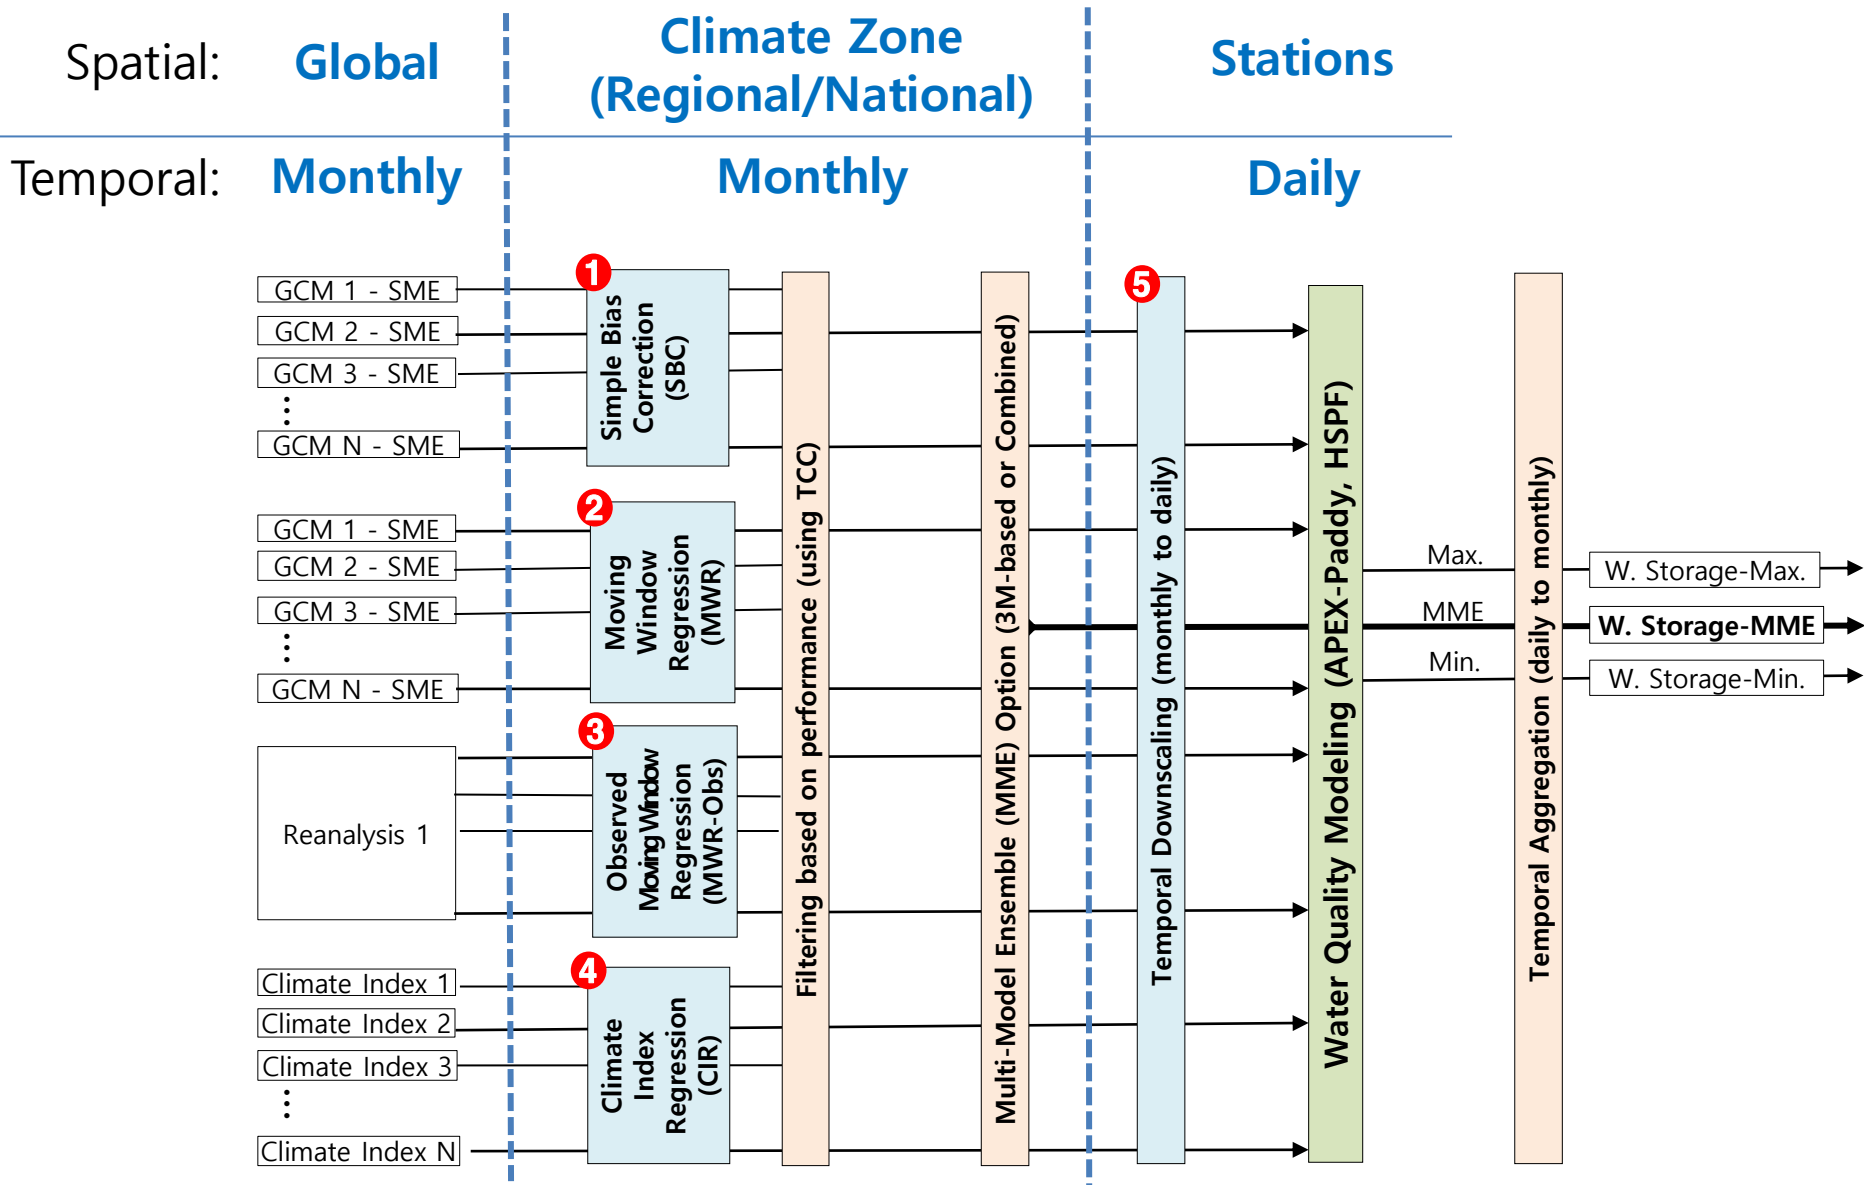 Spatial:
Global
Climate Zone
(Regional/National)
Stations
Temporal:
Monthly
Monthly
Daily
GCM 1 - SME
GCM 2 - SME
GCM 3 - SME
⋮
GCM N - SME
1
Simple Bias
Correction
(SBC)
GCM 1 - SME
GCM 2 - SME
GCM 3 - SME
⋮
GCM N - SME
2
Moving
Window
Regression
(MWR)
Reanalysis 1
3
Observed
Moving Window
Regression
(MWR-Obs)
Climate Index 1
Climate Index 2
Climate Index 3
⋮
Climate Index N
4
Climate
Index
Regression
(CIR)
Filtering based on performance (using TCC)
Multi-Model Ensemble (MME) Option (3M-based or Combined)
5
Temporal Downscaling (monthly to daily)
Water Quality Modeling (APEX-Paddy, HSPF)
Max.
MME
Min.
Temporal Aggregation (daily to monthly)
W. Storage-Max.
W. Storage-MME
W. Storage-Min.